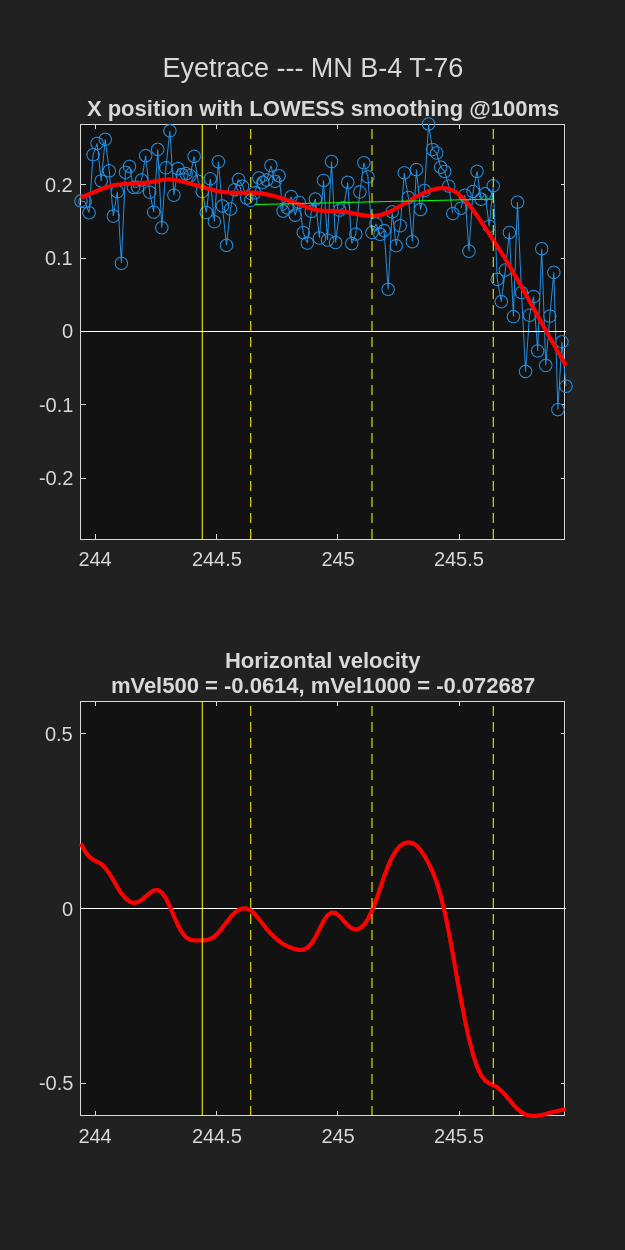 Eyetrace --- MN B-4 T-76
X position with LOWESS smoothing @100ms
0.2
0.1
0
-0.1
-0.2
244 244.5 245 245.5
Horizontal velocity
mVel500 = -0.0614, mVel1000 = -0.072687
0.5
0
-0.5
244 244.5 245 245.5